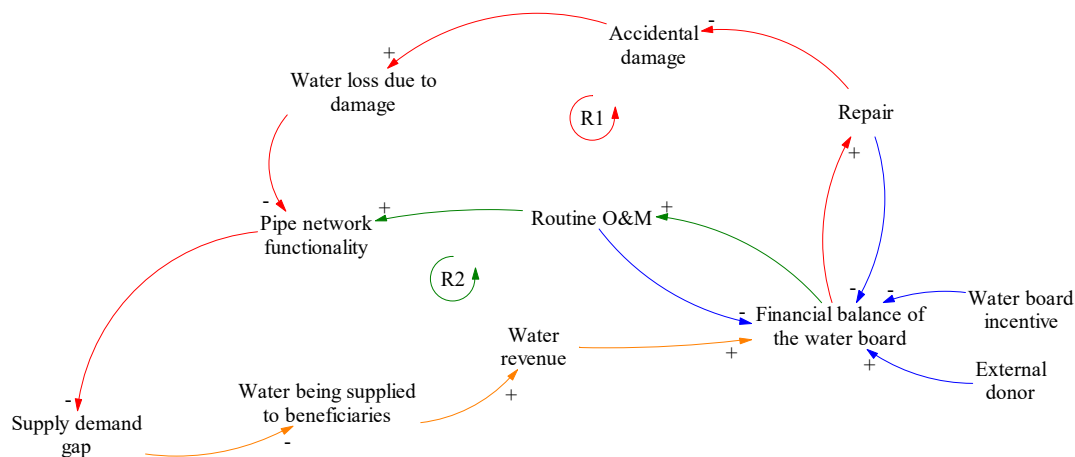 -
Accidental
damage
+
Water loss due to
damage
R1
Repair
+
-
+
+
Pipe network
functionality
Routine O&M
R2
-
-
-
Water board
incentive
Financial balance of
the water board
Water
revenue
+
+
External
donor
Water being supplied
to beneficiaries
+
-
Supply demand
gap
-